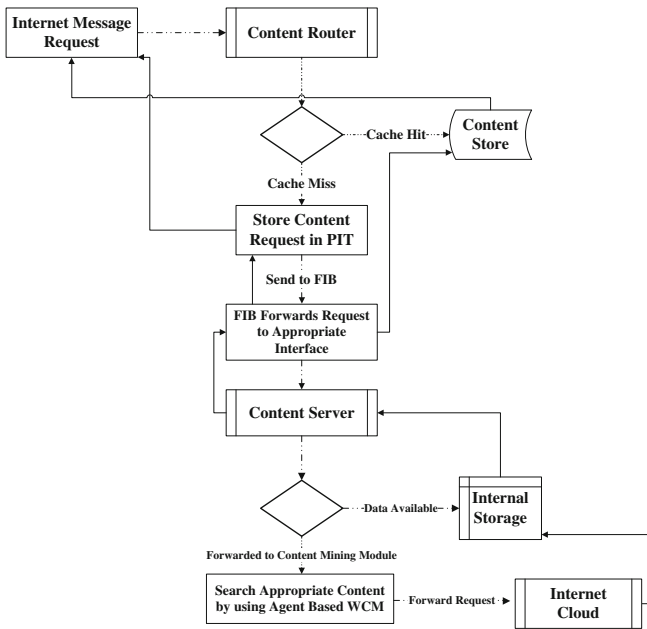 Internet Message
Request
Content Router
Cache Hit
Content
Store
Cache Miss
Store Content
Request in PIT
Send to FIB
FIB Forwards Request
to Appropriate
Interface
Content Server
Data Available
Internal
Storage
Forwarded to Content Mining Module
Search Appropriate Content
by using Agent Based WCM
Forward Request
Internet
Cloud